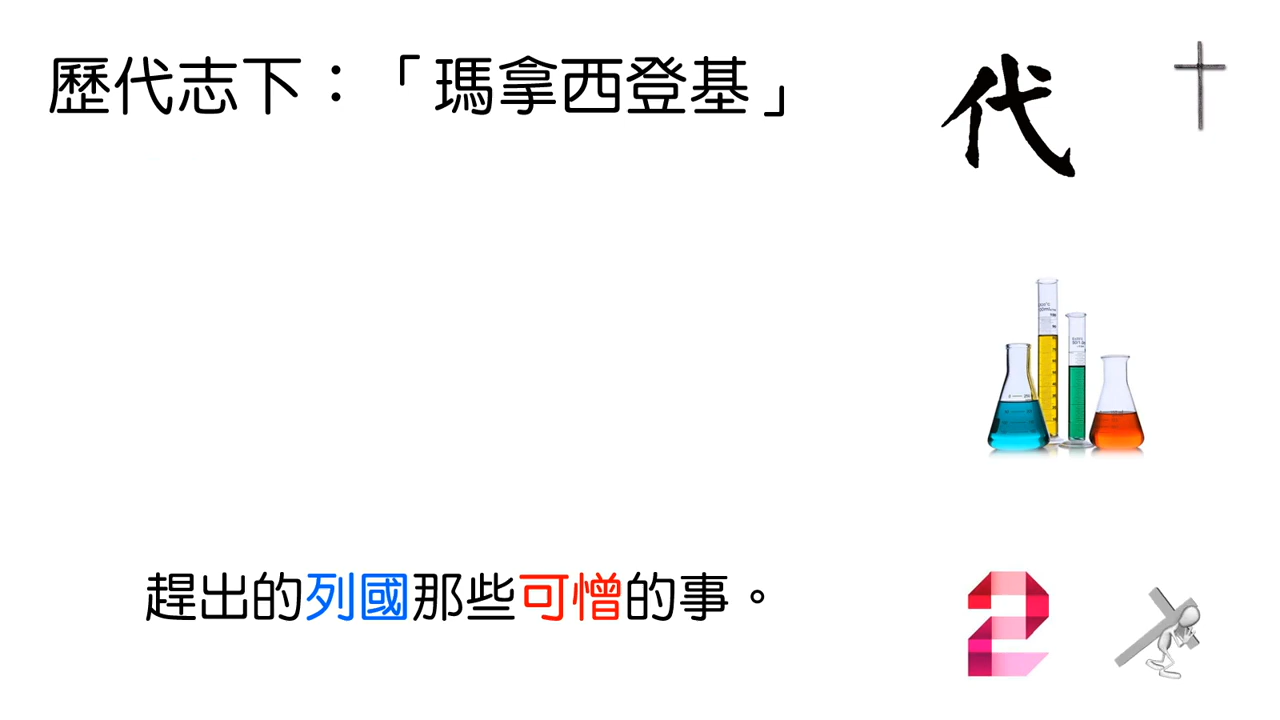 歷代志下：「瑪拿西登基」
代
趕出的列國那些可憎的事。
2